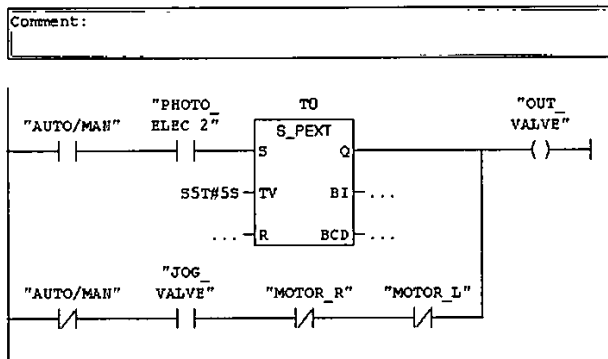 Comment:
"PHOTO_
ELEC 2"
T0
"OUT_
VALVE"
"AUTO/MAN"
S_PEXT
S
Q
S5T#5S
TV
BI
...
...
R
BCD
...
"AUTO/MAN"
"JOG_
VALVE"
"MOTOR_R"
"MOTOR_L"